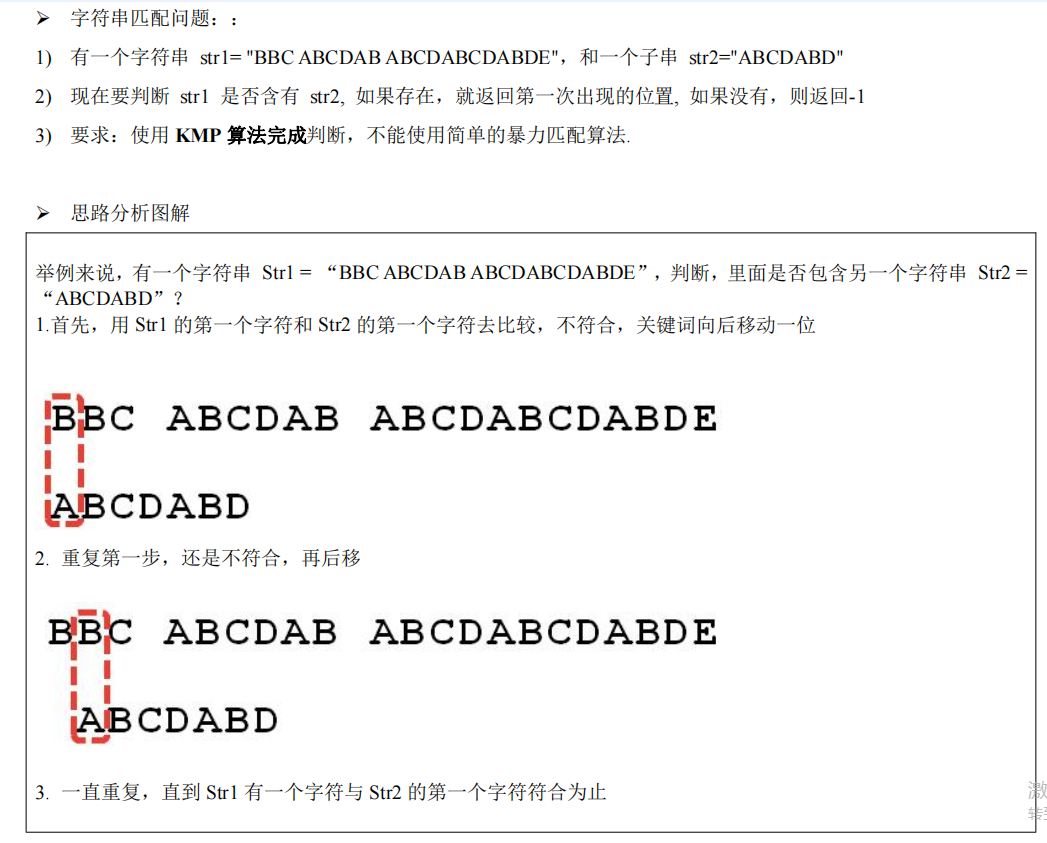 ➢ 字符串匹配问题：:
1) 有一个字符串 str1= "BBC ABCDAB ABCDABCDABDE"，和一个子串 str2="ABCDABD"
2) 现在要判断 str1 是否含有 str2, 如果存在，就返回第一次出现的位置, 如果没有，则返回-1
3) 要求：使用 KMP 算法完成判断，不能使用简单的暴力匹配算法.
➢ 思路分析图解
举例来说，有一个字符串 Str1 = “BBC ABCDAB ABCDABCDABDE”，判断，里面是否包含另一个字符串 Str2 =
“ABCDABD”？
1.首先，用 Str1 的第一个字符和 Str2 的第一个字符去比较，不符合，关键词向后移动一位
BBC ABCDAB ABCDABCDABDE
ABCDABD
2. 重复第一步，还是不符合，再后移
BBC ABCDAB ABCDABCDABDE
ABCDABD
3. 一直重复，直到 Str1 有一个字符与 Str2 的第一个字符符合为止